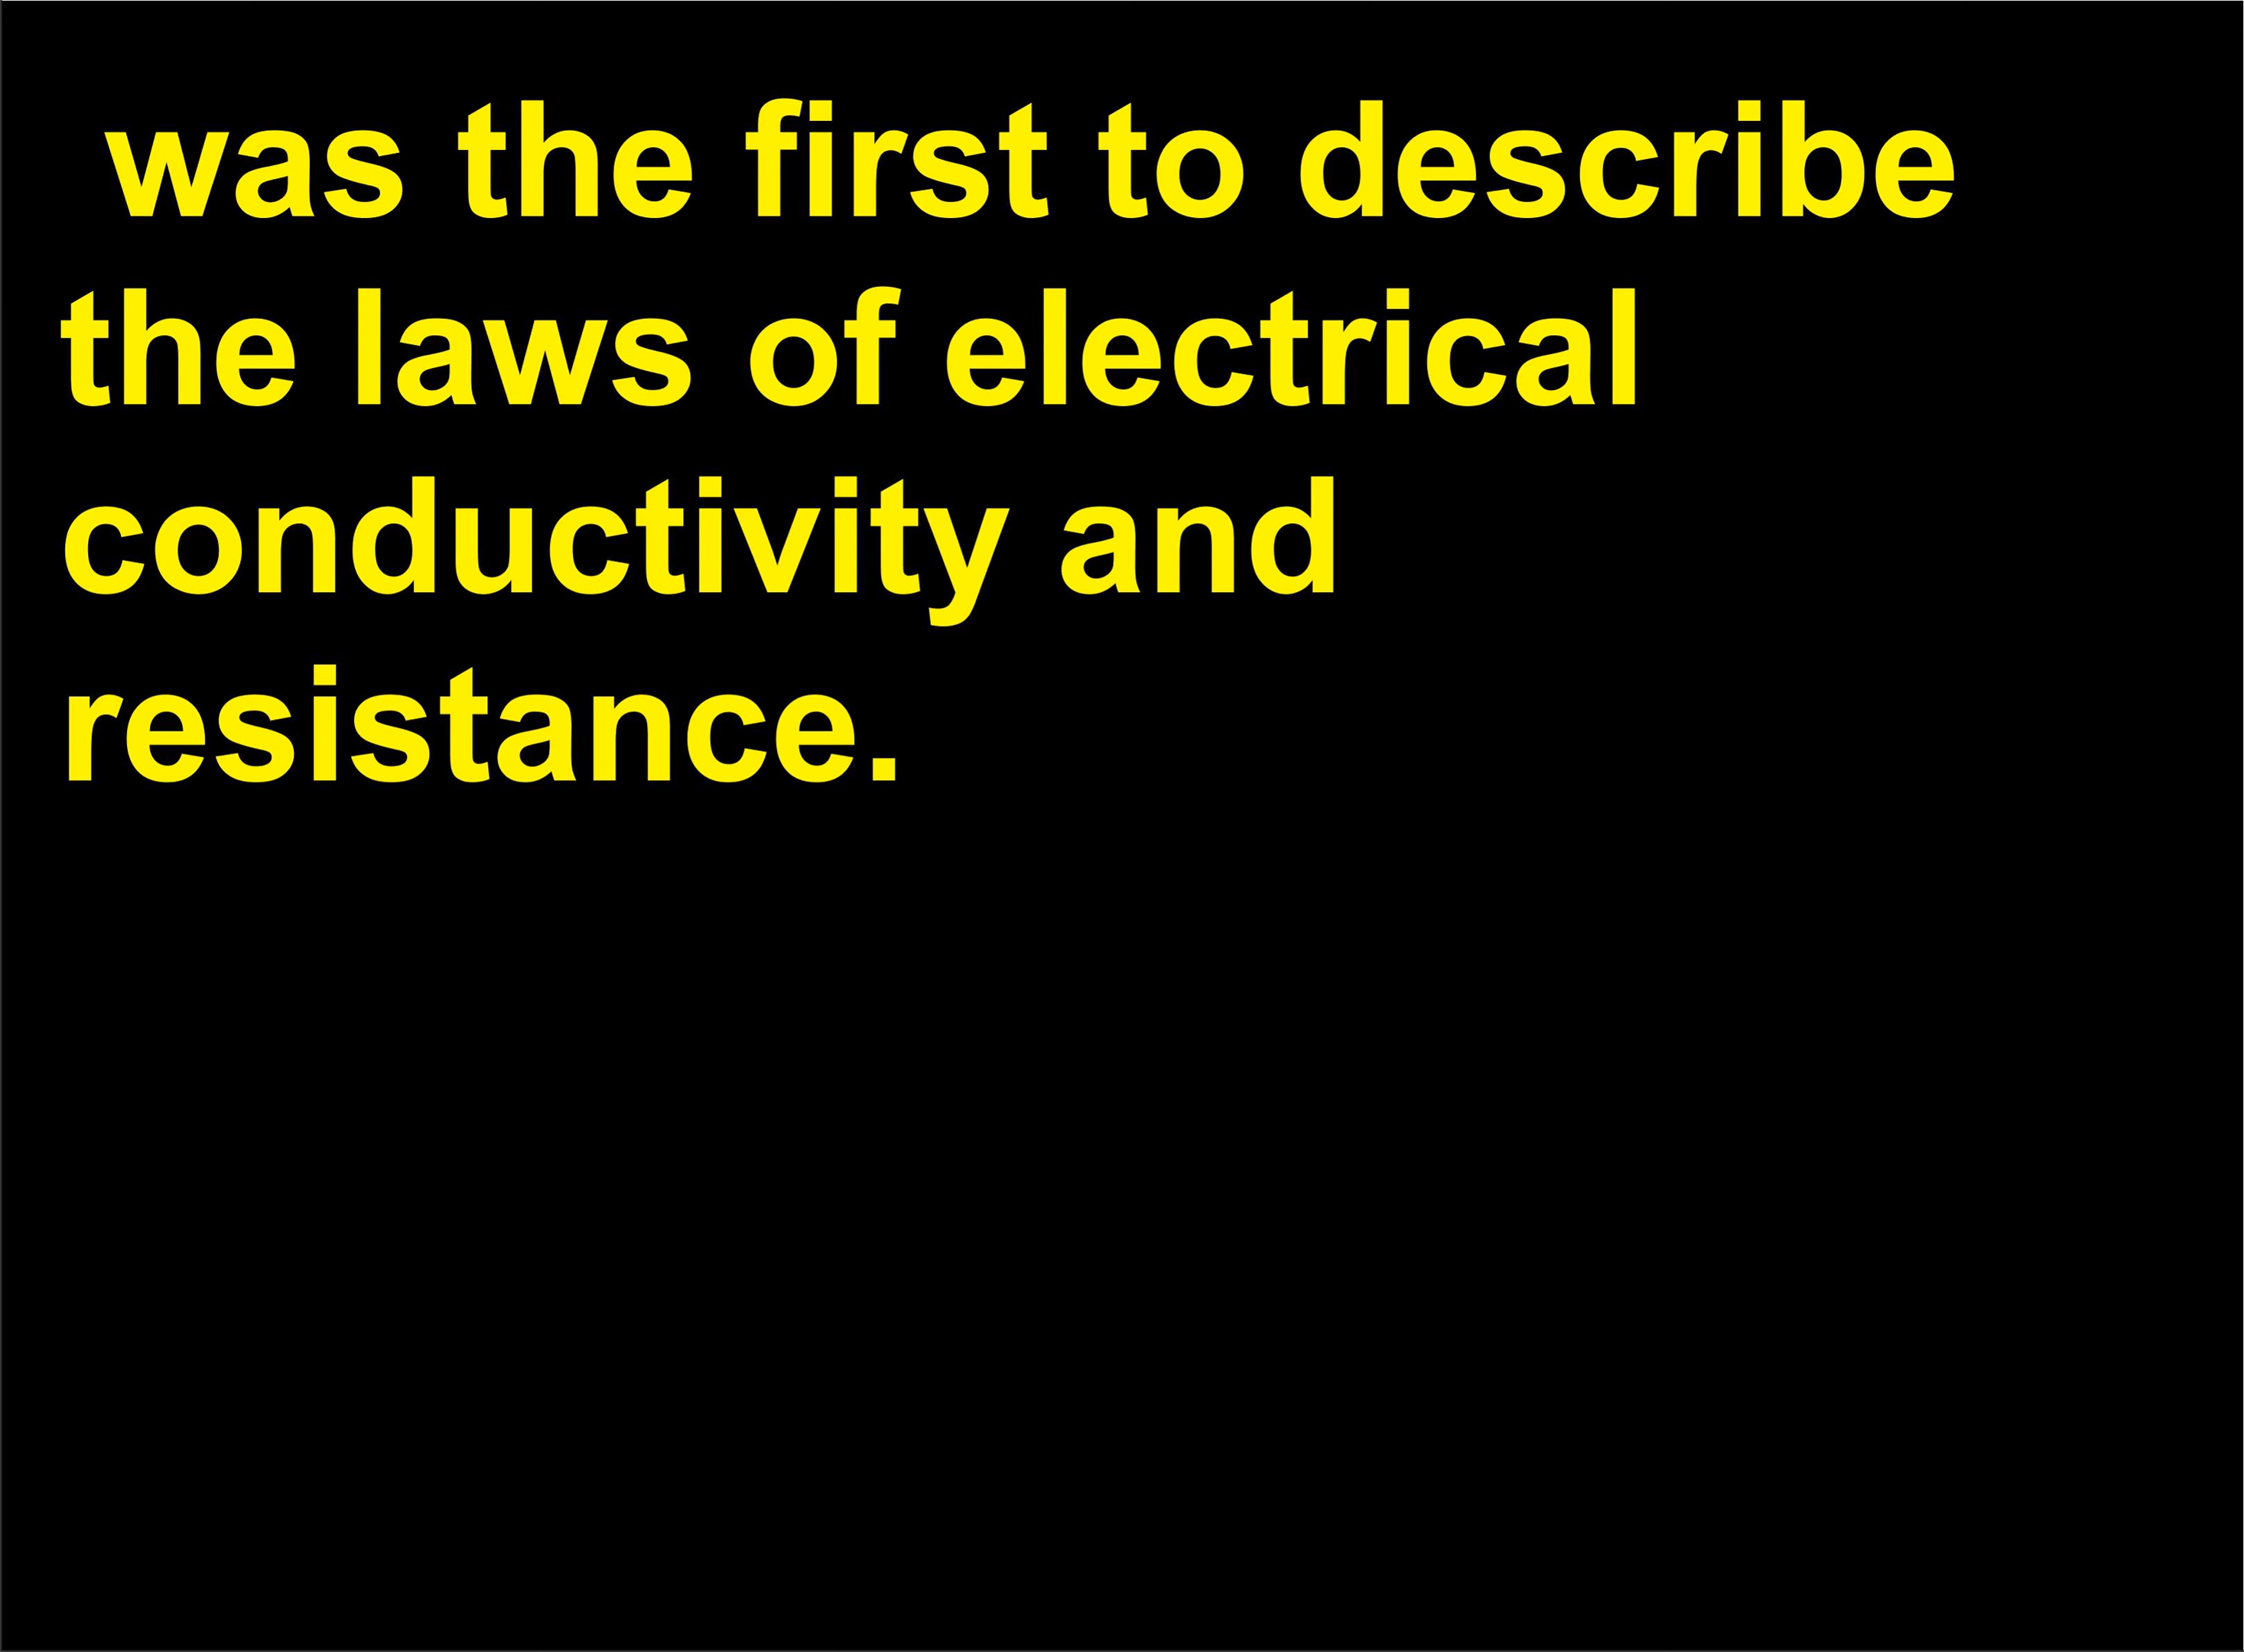 was the first to describe
the laws of electrical
conductivity and
resistance.